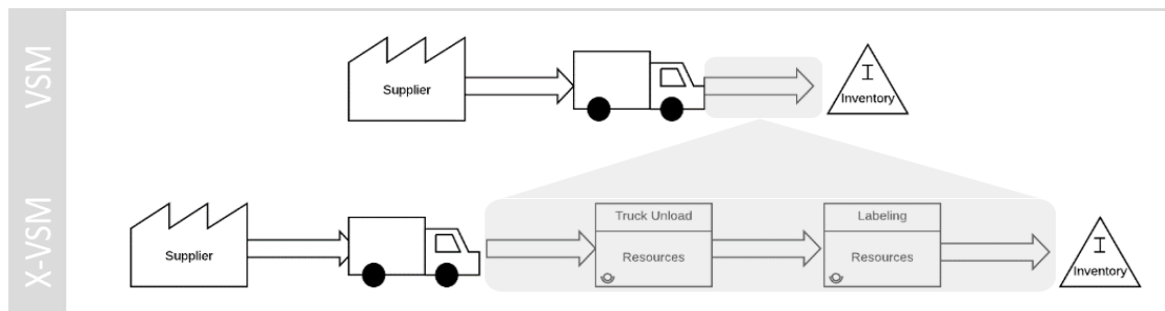 VSM
Supplier
I
Inventory
X-VSM
Supplier
Truck Unload
Resources
Labeling
Resources
I
Inventory